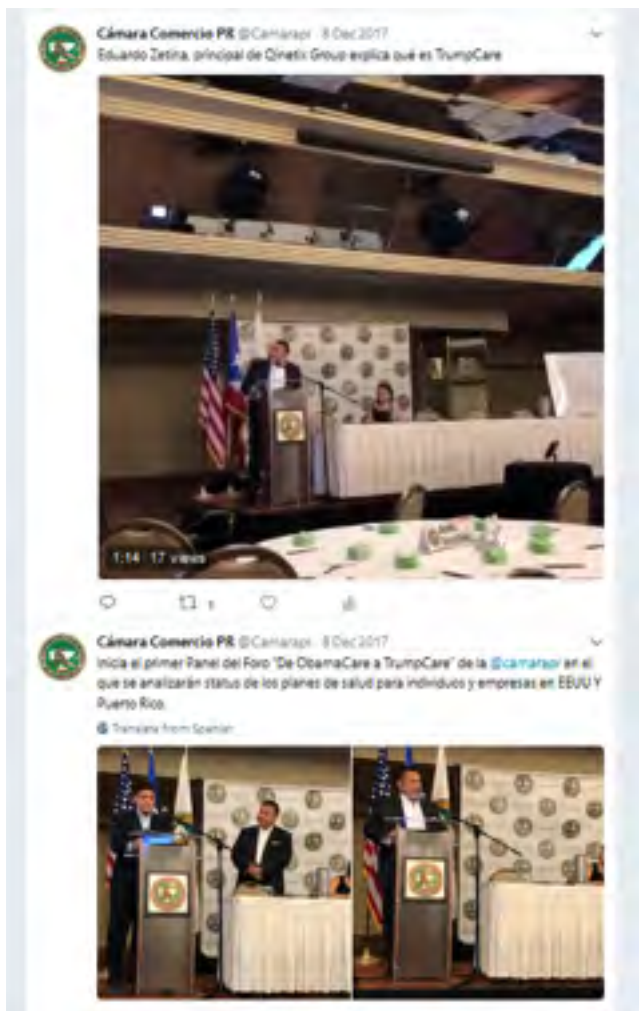 Cámara Comercio PR @Camarapr · 8 Dec 2017
Eduardo Zetina, principal de Qinetix Group explica qué es TrumpCare
1:14 17 views
Cámara Comercio PR @Camarapr · 8 Dec 2017
Inicia el primer Panel del Foro "De ObamaCare a TrumpCare" de la @camarapr en el
que se analizarán status de los planes de salud para individuos y empresas en EEUU Y
Puerto Rico.
Translate from Spanish